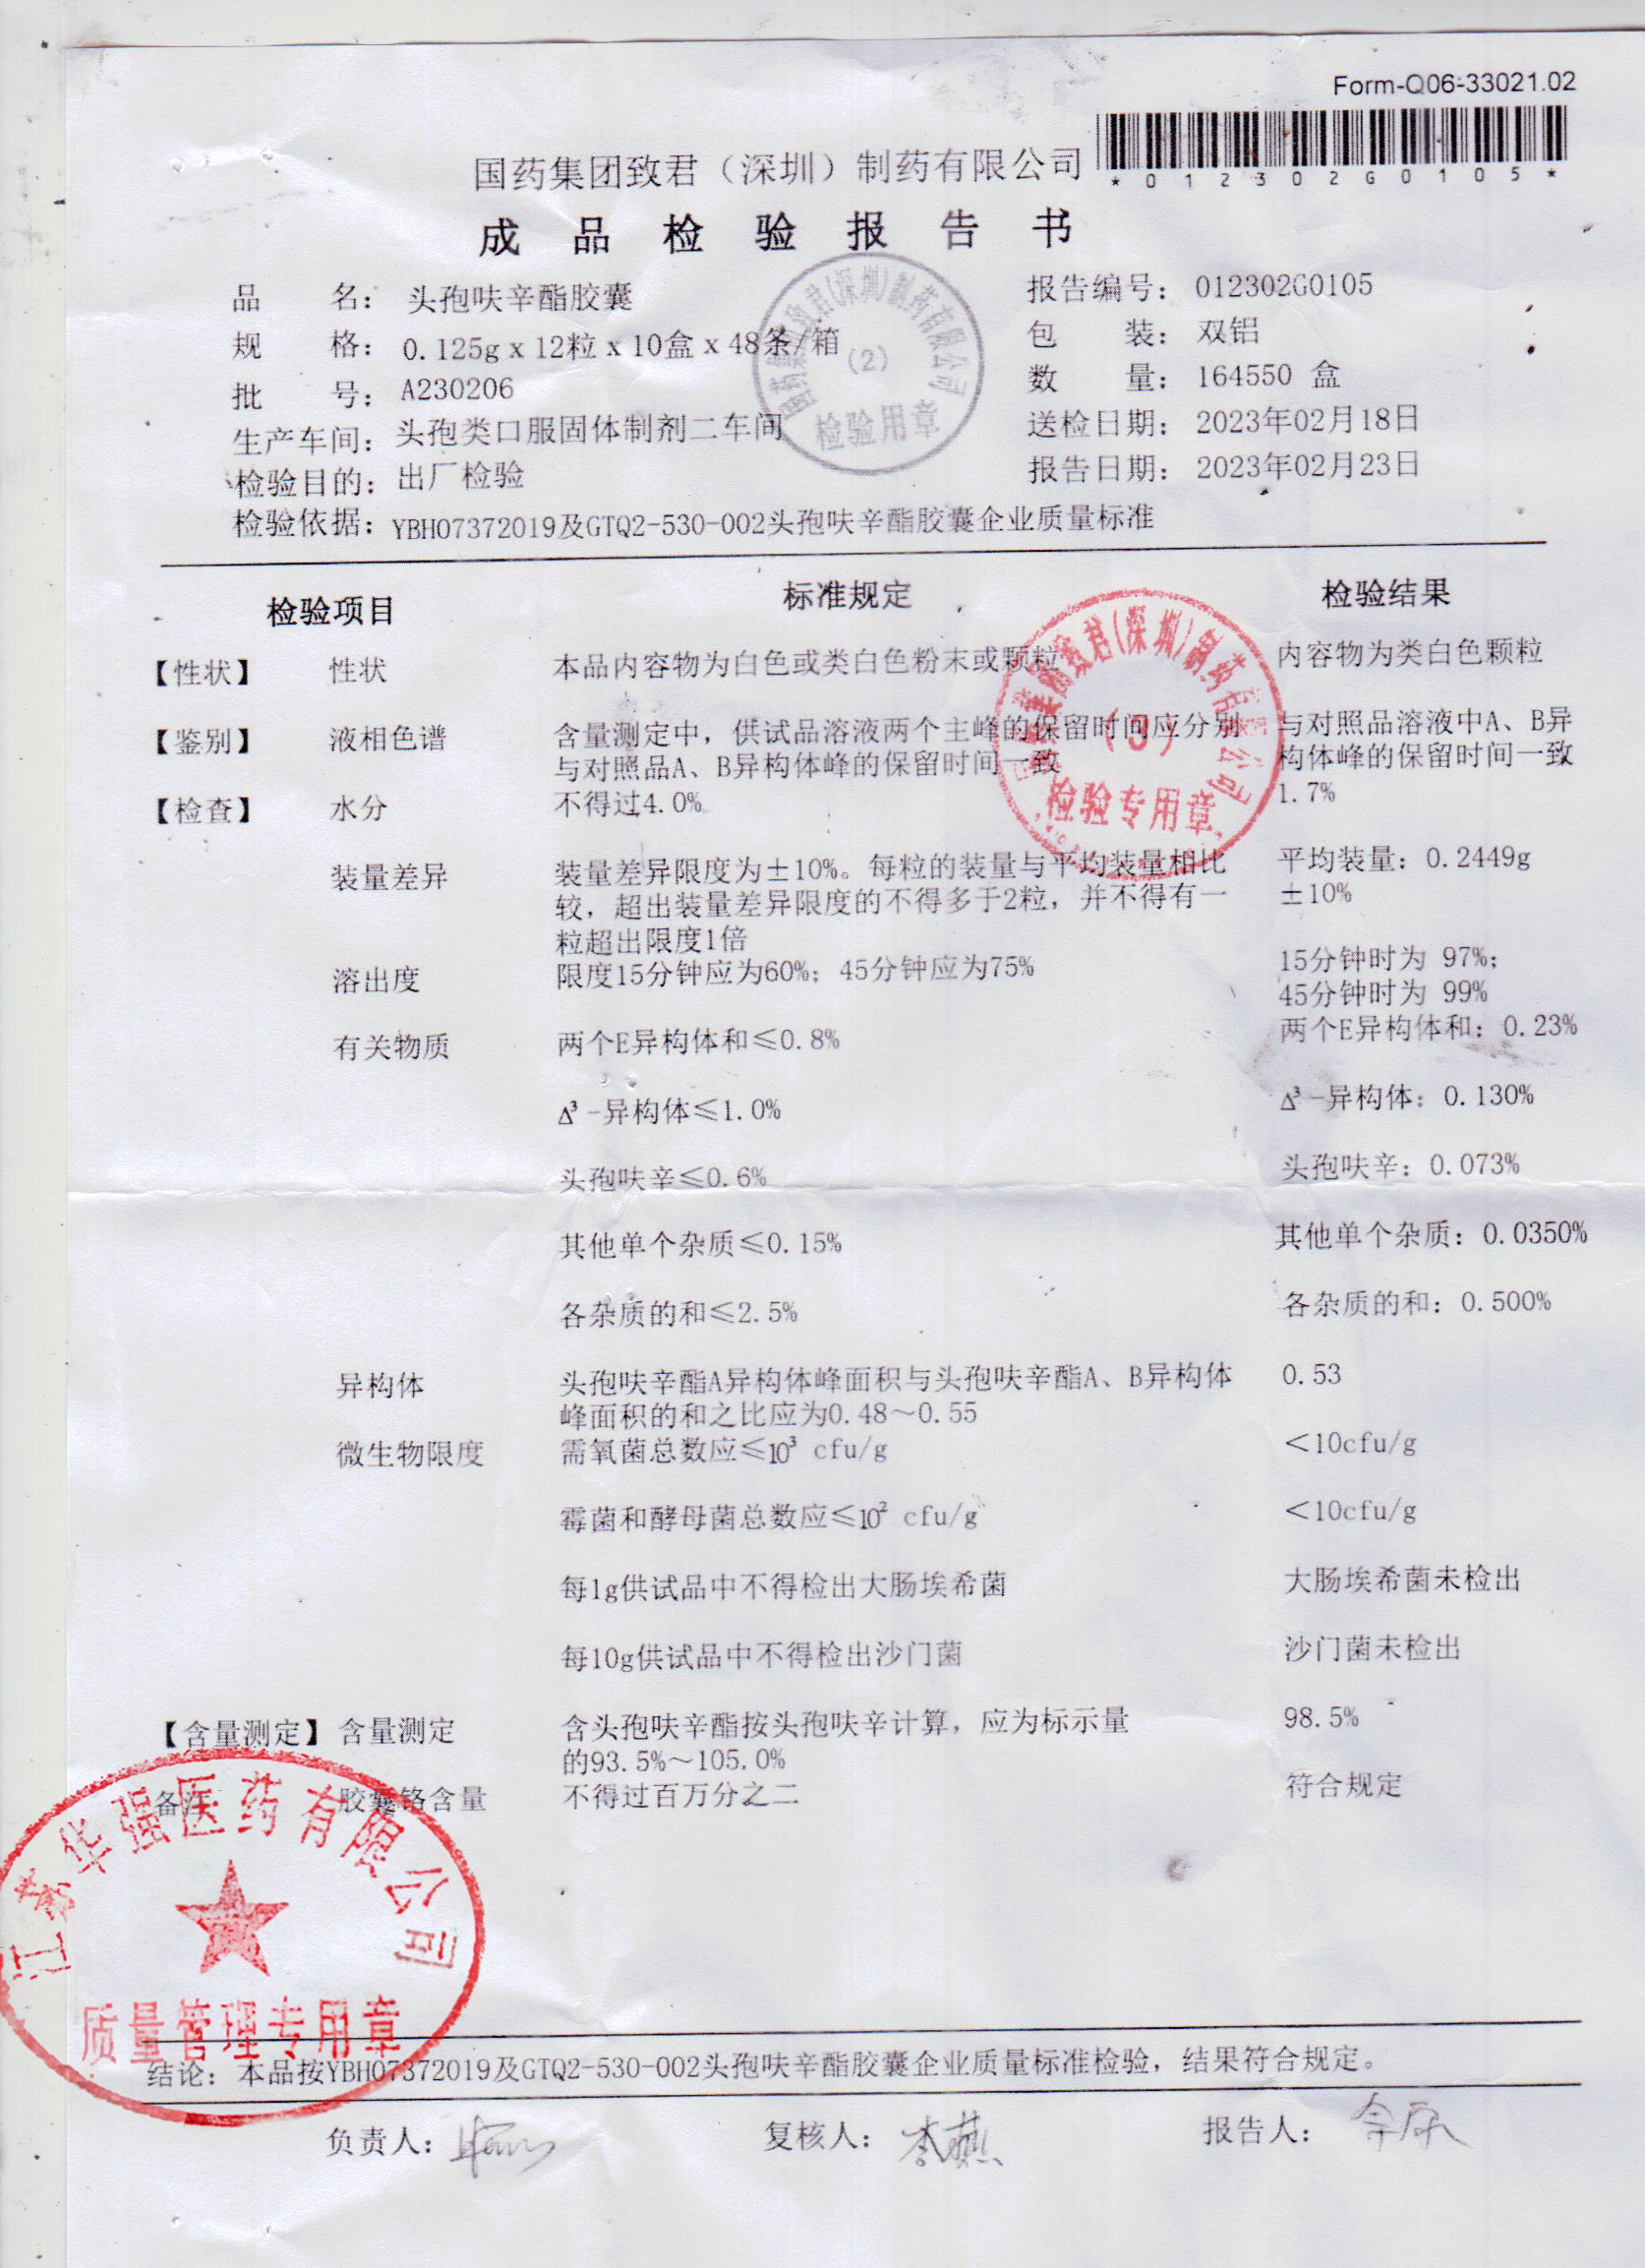 Form-Q06-33021.02
*012302G0105*
国药集团致君（深圳）制药有限公司
成品检验报告书
品名： 头孢呋辛酯胶囊 报告编号： 012302G0105
规格： 0.125g x 12粒 x 10盒 x 48条/箱 包装： 双铝
批号： A230206 数量： 164550 盒
生产车间： 头孢类口服固体制剂二车间 送检日期： 2023年02月18日
检验目的： 出厂检验 报告日期： 2023年02月23日
检验依据： YBH07372019及GTQ2-530-002头孢呋辛酯胶囊企业质量标准
(深圳)制药有限公司
(2)
检验用章
检验项目 标准规定 检验结果
【性状】 性状 本品内容物为白色或类白色粉末或颗粒 内容物为类白色颗粒
【鉴别】 液相色谱 含量测定中，供试品溶液两个主峰的保留时间应分别 与对照品溶液中A、B异
与对照品A、B异构体峰的保留时间一致 构体峰的保留时间一致
【检查】 水分 不得过4.0% 1.7%
致君(深圳)制药有限公司
(3)
检验专用章
装量差异 装量差异限度为±10%。每粒的装量与平均装量相比 平均装量：0.2449g
较，超出装量差异限度的不得多于2粒，并不得有一 ±10%
粒超出限度1倍
溶出度 限度15分钟应为60%；45分钟应为75% 15分钟时为 97%；
45分钟时为 99%
有关物质 两个E异构体和≤0.8% 两个E异构体和：0.23%
Δ³-异构体≤1.0% Δ³-异构体：0.130%
头孢呋辛≤0.6% 头孢呋辛：0.073%
其他单个杂质≤0.15% 其他单个杂质：0.0350%
各杂质的和≤2.5% 各杂质的和：0.500%
异构体 头孢呋辛酯A异构体峰面积与头孢呋辛酯A、B异构体 0.53
峰面积的和之比应为0.48～0.55
微生物限度 需氧菌总数应≤10³ cfu/g ＜10cfu/g
霉菌和酵母菌总数应≤10² cfu/g ＜10cfu/g
每1g供试品中不得检出大肠埃希菌 大肠埃希菌未检出
每10g供试品中不得检出沙门菌 沙门菌未检出
【含量测定】 含量测定 含头孢呋辛酯按头孢呋辛计算，应为标示量 98.5%
的93.5%～105.0%
备注 胶囊铬含量 不得过百万分之二 符合规定
江苏华强医药有限公司
质量管理专用章
结论：本品按YBH07372019及GTQ2-530-002头孢呋辛酯胶囊企业质量标准检验，结果符合规定。
负责人： 复核人：李燕 报告人：